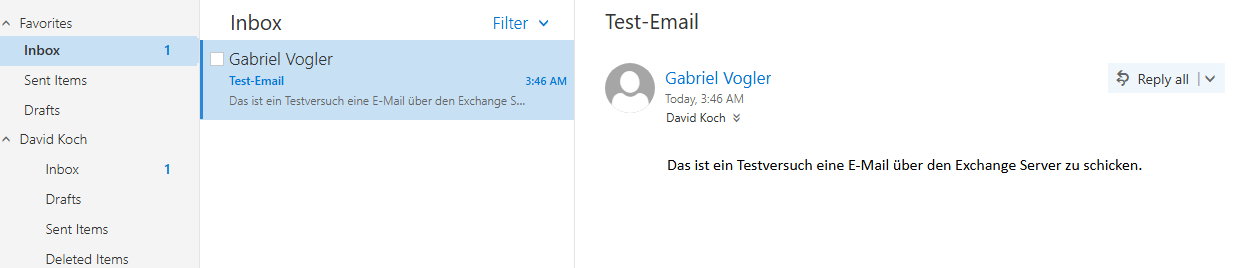 Favorites
Inbox 1
Sent Items
Drafts
David Koch
Inbox 1
Drafts
Sent Items
Deleted Items
Inbox Filter
Gabriel Vogler
Test-Email 3:46 AM
Das ist ein Testversuch eine E-Mail über den Exchange S...
Test-Email
Gabriel Vogler
Today, 3:46 AM
David Koch
Reply all
Das ist ein Testversuch eine E-Mail über den Exchange Server zu schicken.